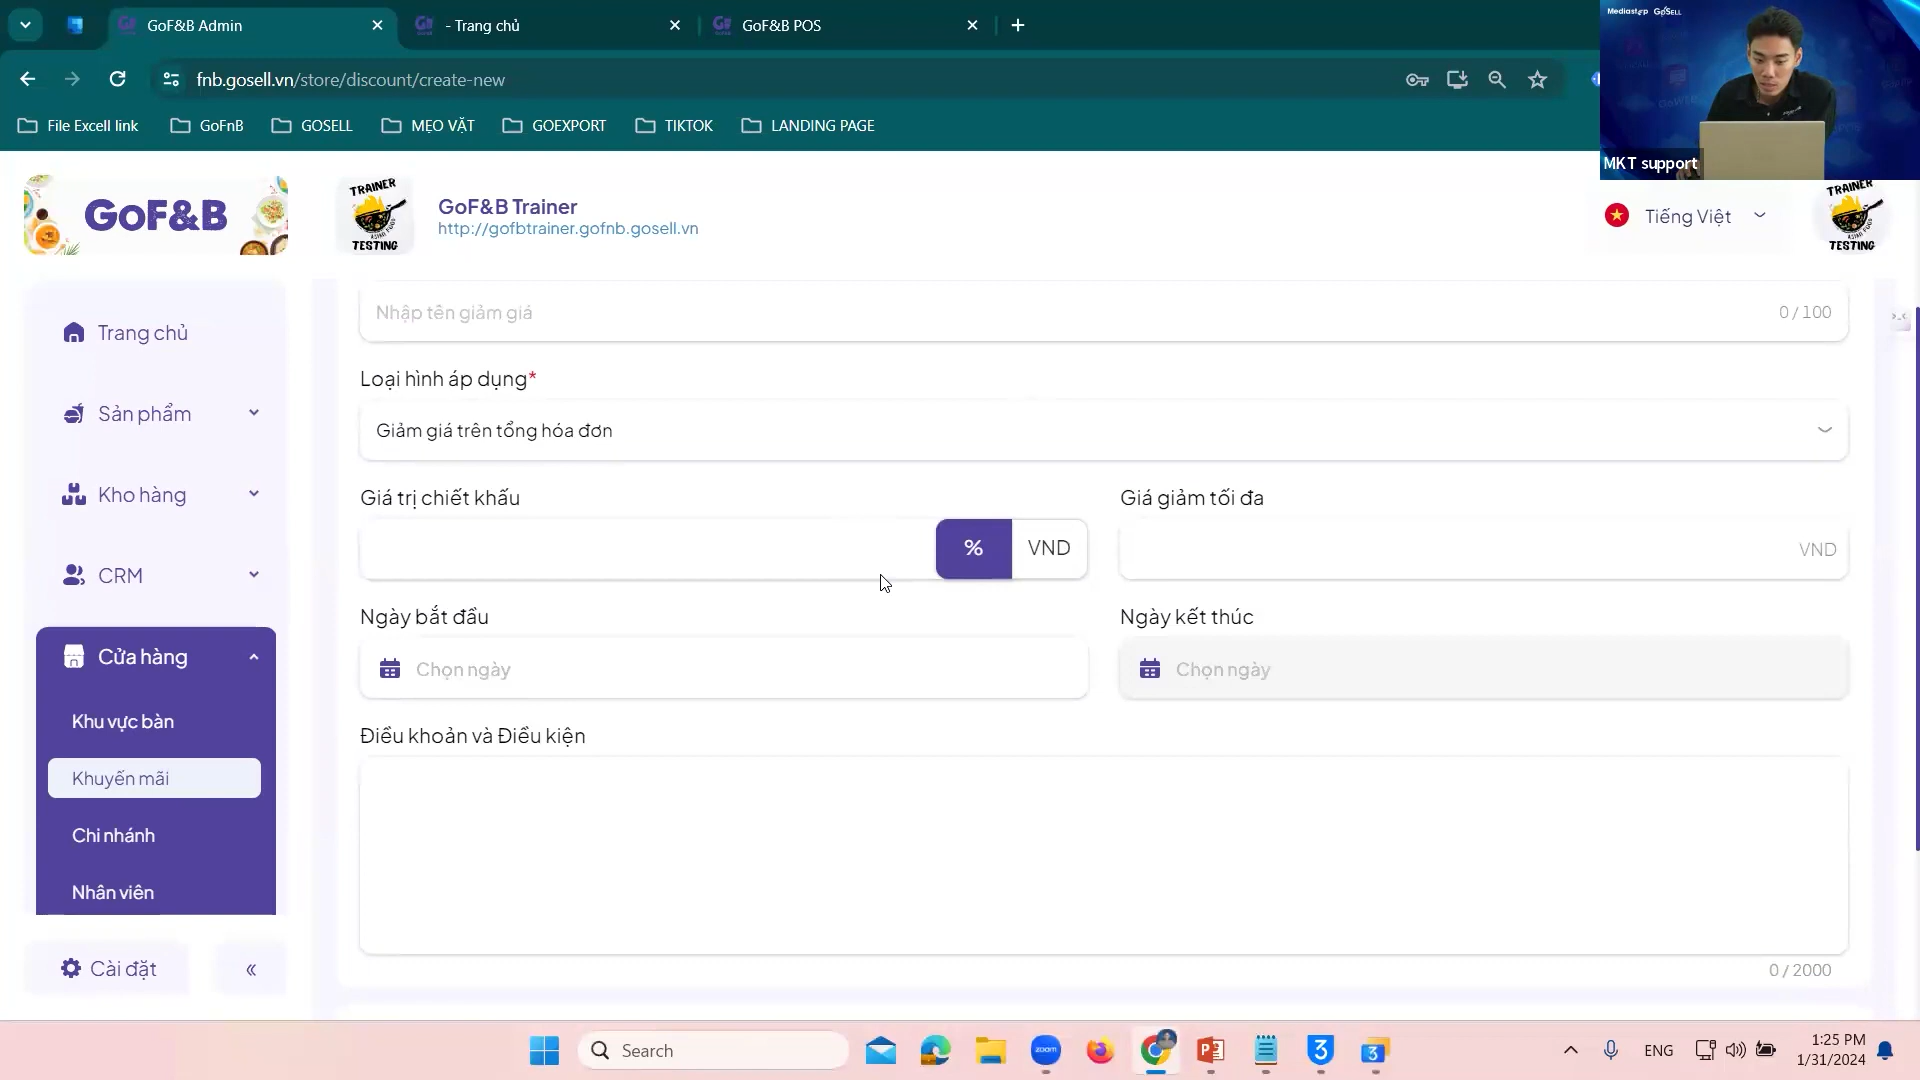 GoF&B Admin
- Trang chủ
GoF&B POS
fnb.gosell.vn/store/discount/create-new
File Excell link
GoFnB
GOSELL
MẸO VẶT
GOEXPORT
TIKTOK
LANDING PAGE
Mediastep GoSELL
MKT support
GoF&B
TRAINER
TESTING
GoF&B Trainer
http://gofbtrainer.gofnb.gosell.vn
Tiếng Việt
TRAINER
TESTING
Trang chủ
Sản phẩm
Kho hàng
CRM
Cửa hàng
Khu vực bàn
Khuyến mãi
Chi nhánh
Nhân viên
Cài đặt
«
Nhập tên giảm giá
0 / 100
Loại hình áp dụng*
Giảm giá trên tổng hóa đơn
Giá trị chiết khấu
Giá giảm tối đa
%
VND
VND
Ngày bắt đầu
Ngày kết thúc
Chọn ngày
Chọn ngày
Điều khoản và Điều kiện
0 / 2000
Search
zoom
ENG
1:25 PM
1/31/2024